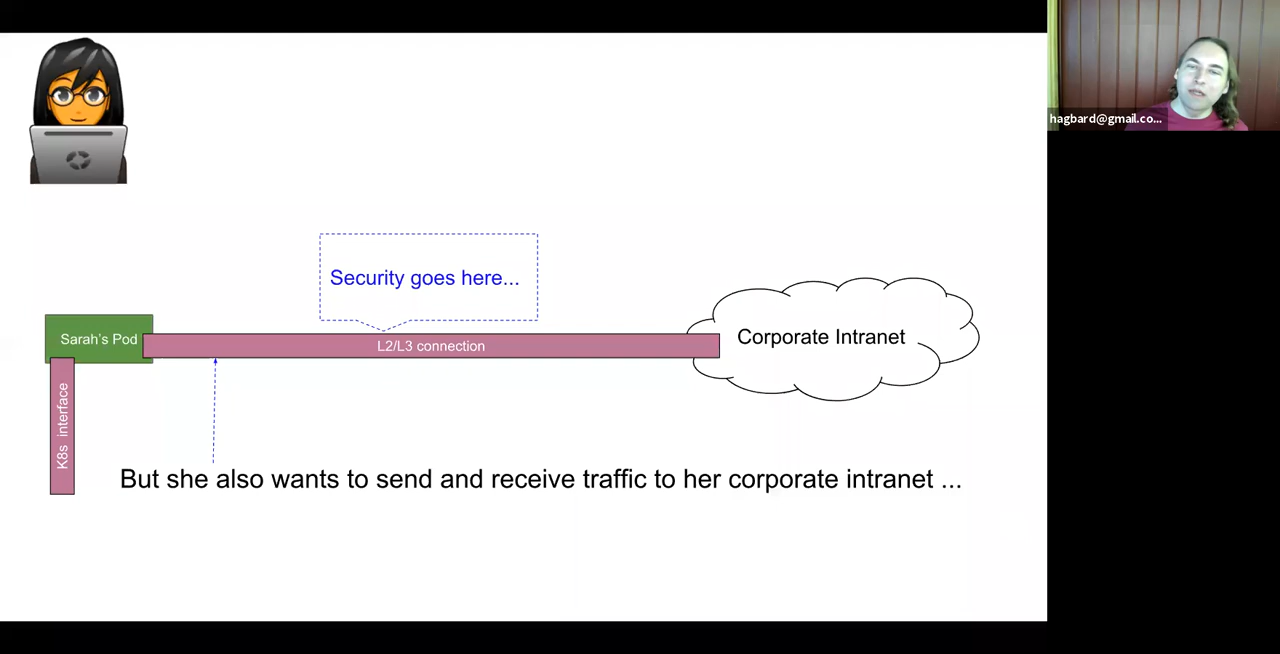 hagbard@gmail.co...
Security goes here...
Sarah's Pod
L2/L3 connection
Corporate Intranet
K8s interface
But she also wants to send and receive traffic to her corporate intranet ...